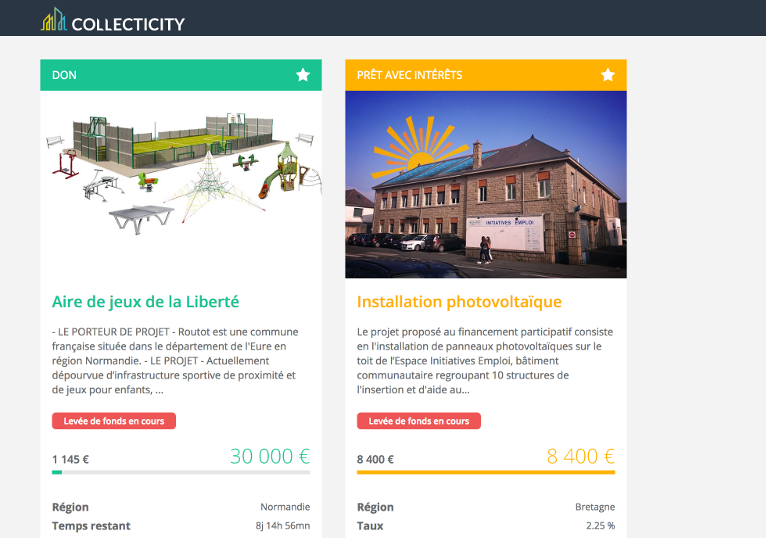 COLLECTICITY
DON
Aire de jeux de la Liberté
- LE PORTEUR DE PROJET - Routot est une commune
française située dans le département de l'Eure en
région Normandie. - LE PROJET - Actuellement
dépourvue d'infrastructure sportive de proximité et
de jeux pour enfants, ...
Levée de fonds en cours
1 145 €
30 000 €
Région
Normandie
Temps restant
8j 14h 56mn
PRÊT AVEC INTÉRÊTS
INITIATIVES EMPLOI
Installation photovoltaïque
Le projet proposé au financement participatif consiste
en l'installation de panneaux photovoltaïques sur le
toit de l'Espace Initiatives Emploi, bâtiment
communautaire regroupant 10 structures de
l'insertion et d'aide au...
Levée de fonds en cours
8 400 €
8 400 €
Région
Bretagne
Taux
2.25 %